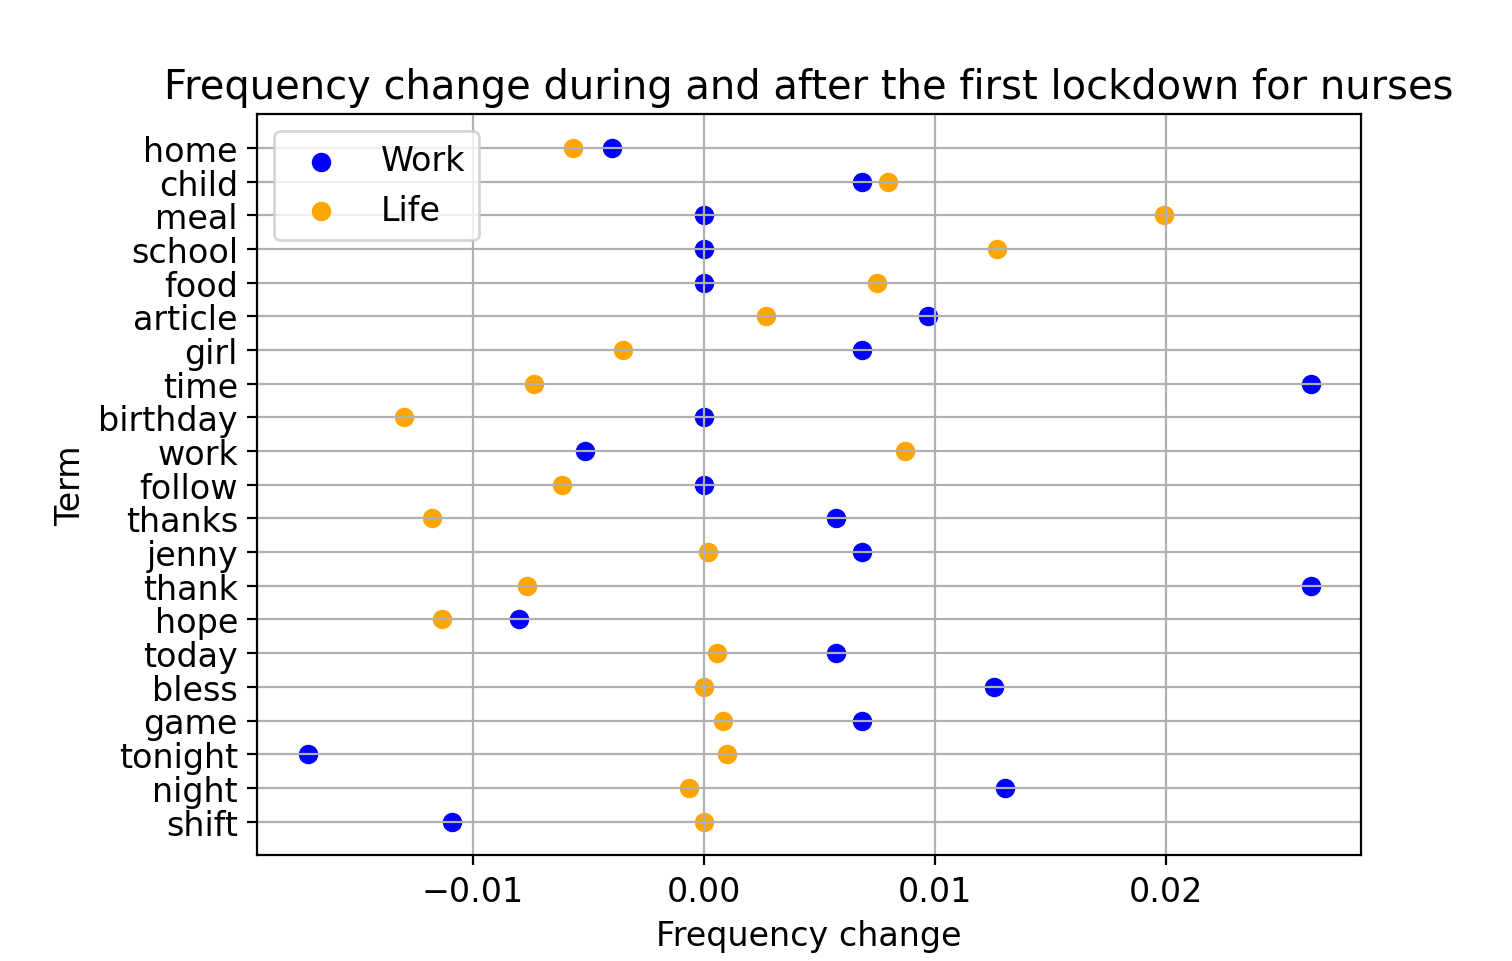 Frequency change during and after the first lockdown for nurses
Work
Life
home
child
meal
school
food
article
girl
time
birthday
work
follow
thanks
jenny
thank
hope
today
bless
game
tonight
night
shift
Term
−0.01 0.00 0.01 0.02
Frequency change